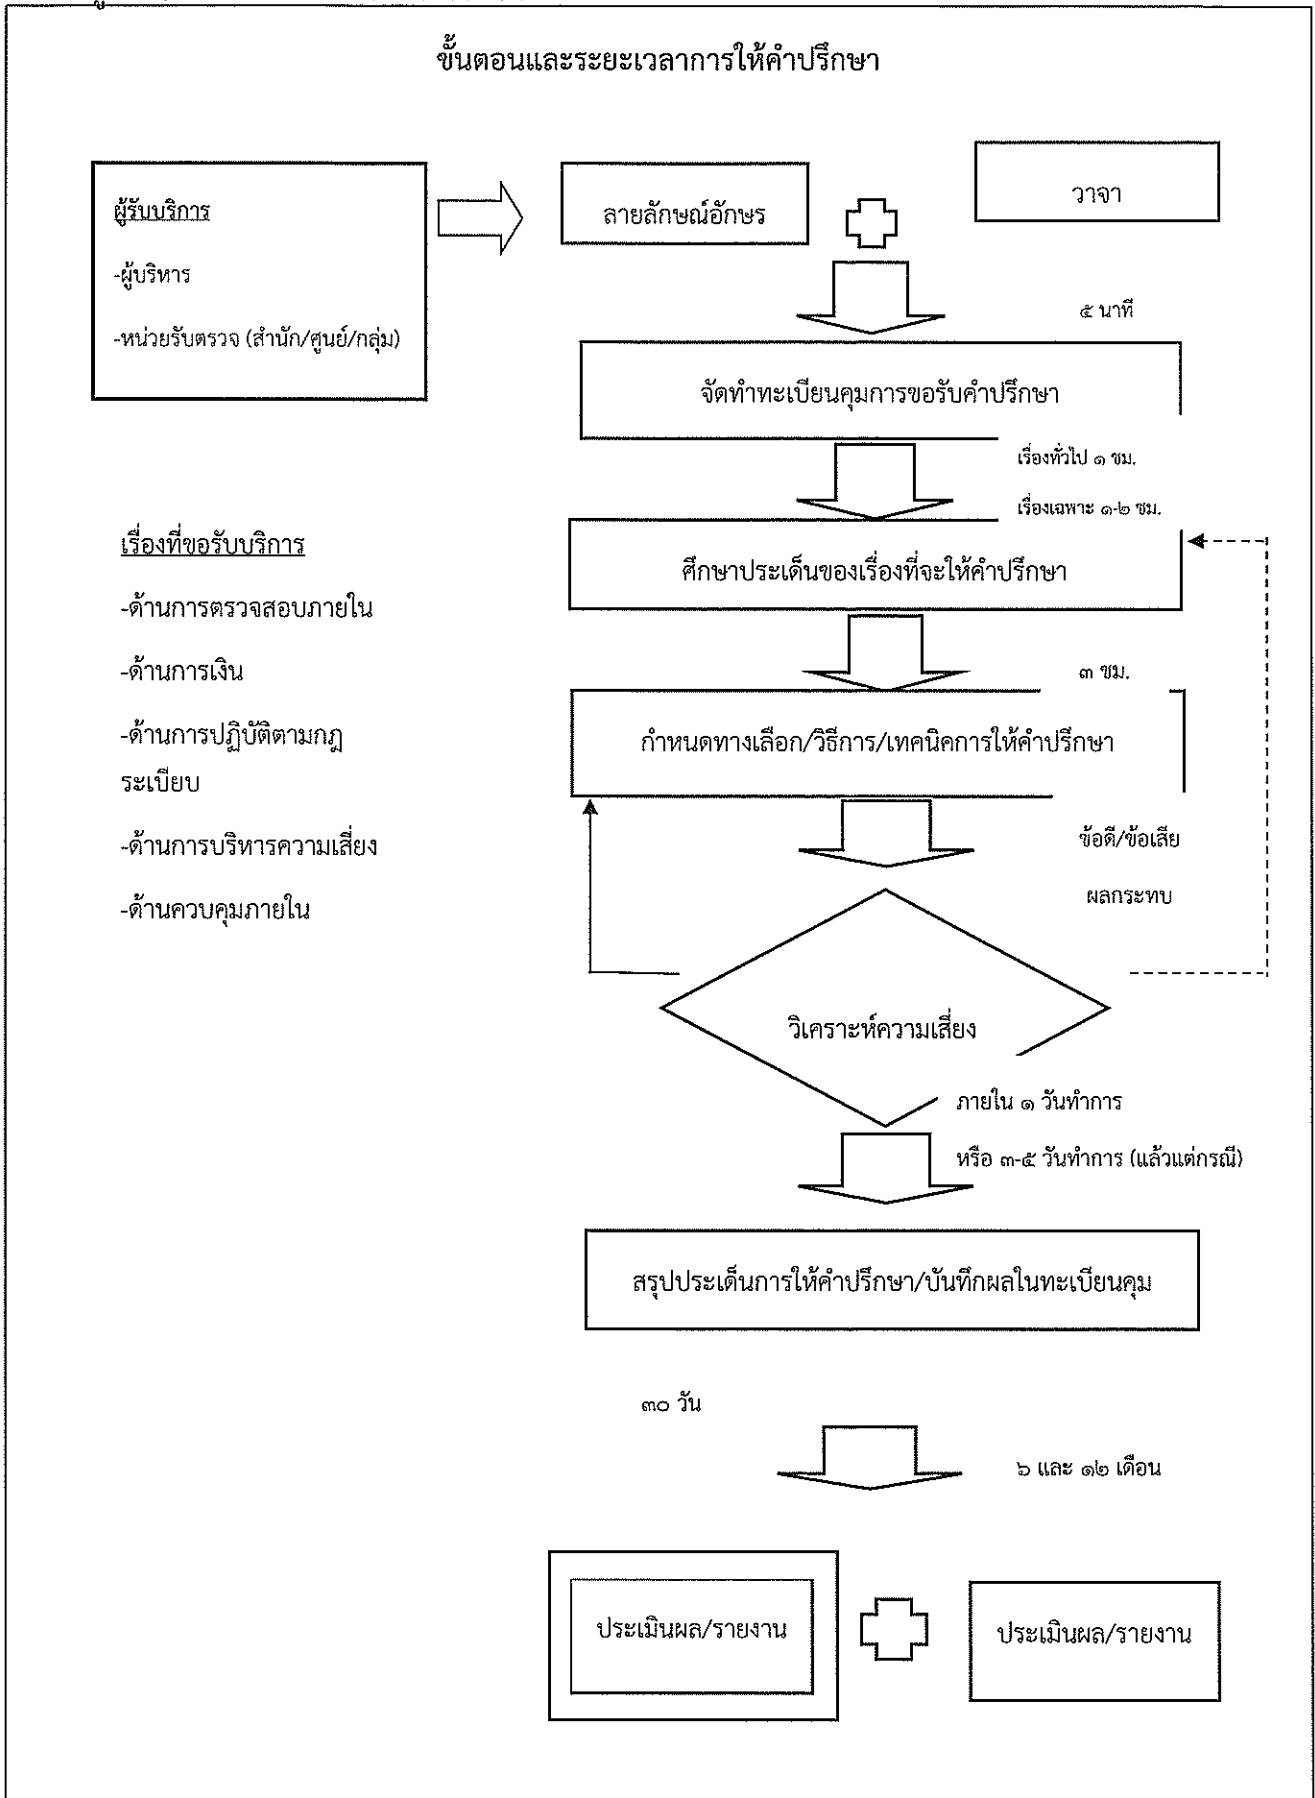 ขั้นตอนและระยะเวลาการให้คำปรึกษา
ผู้รับบริการ
-ผู้บริหาร
-หน่วยรับตรวจ (สำนัก/ศูนย์/กลุ่ม)
ลายลักษณ์อักษร
วาจา
๕ นาที
จัดทำทะเบียนคุมการขอรับคำปรึกษา
เรื่องทั่วไป ๑ ชม.
เรื่องเฉพาะ ๑-๒ ชม.
ศึกษาประเด็นของเรื่องที่จะให้คำปรึกษา
๓ ชม.
กำหนดทางเลือก/วิธีการ/เทคนิคการให้คำปรึกษา
ข้อดี/ข้อเสีย
ผลกระทบ
วิเคราะห์ความเสี่ยง
ภายใน ๑ วันทำการ
หรือ ๓-๕ วันทำการ (แล้วแต่กรณี)
สรุปประเด็นการให้คำปรึกษา/บันทึกผลในทะเบียนคุม
๓๐ วัน
๖ และ ๑๒ เดือน
ประเมินผล/รายงาน
ประเมินผล/รายงาน
เรื่องที่ขอรับบริการ
-ด้านการตรวจสอบภายใน
-ด้านการเงิน
-ด้านการปฏิบัติตามกฎ
ระเบียบ
-ด้านการบริหารความเสี่ยง
-ด้านควบคุมภายใน